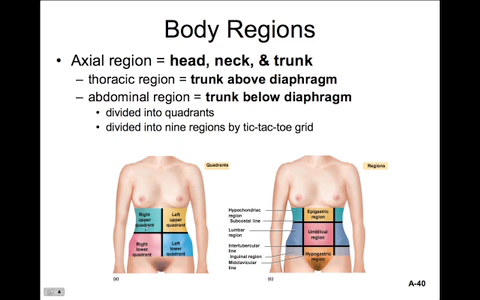 Body Regions
• Axial region = head, neck, & trunk
– thoracic region = trunk above diaphragm
– abdominal region = trunk below diaphragm
• divided into quadrants
• divided into nine regions by tic-tac-toe grid
Quadrants
Right upper quadrant
Left upper quadrant
Right lower quadrant
Left lower quadrant
(a)
Regions
Hypochondriac region
Subcostal line
Lumbar region
Intertubercular line
Inguinal region
Midclavicular line
Epigastric region
Umbilical region
Hypogastric region
A-40